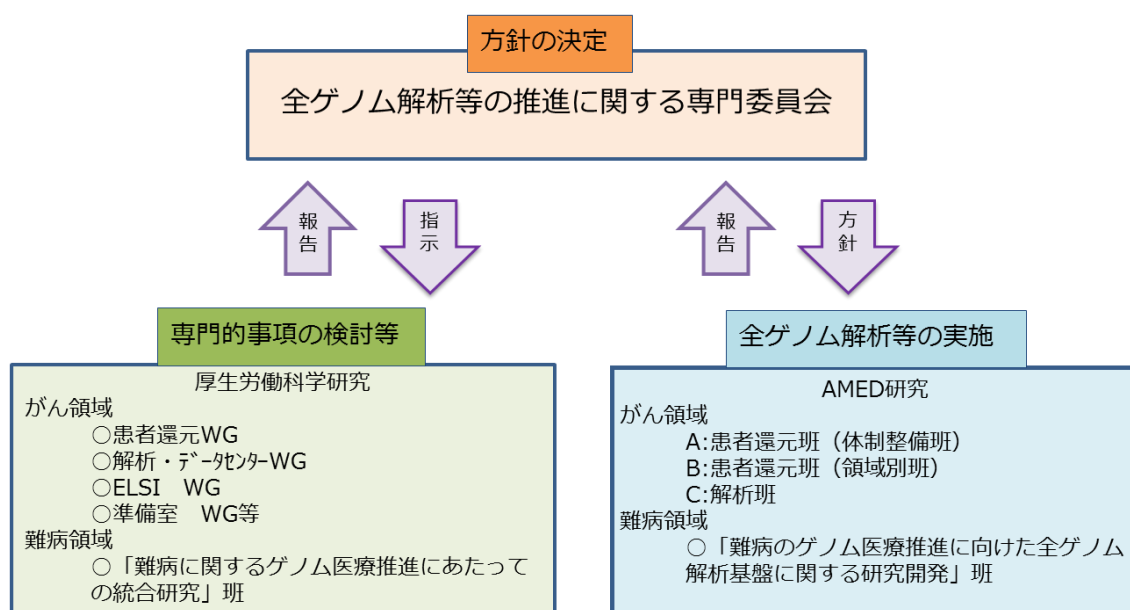 方針の決定
全ゲノム解析等の推進に関する専門委員会
報告
指示
報告
方針
専門的事項の検討等
厚生労働科学研究
がん領域
○患者還元WG
○解析・ﾃﾞｰﾀｾﾝﾀｰWG
○ELSI　WG
○準備室　WG等
難病領域
○「難病に関するゲノム医療推進にあたって
の統合研究」班
全ゲノム解析等の実施
AMED研究
がん領域
A:患者還元班（体制整備班）
B:患者還元班（領域別班）
C:解析班
難病領域
○「難病のゲノム医療推進に向けた全ゲノム
解析基盤に関する研究開発」班